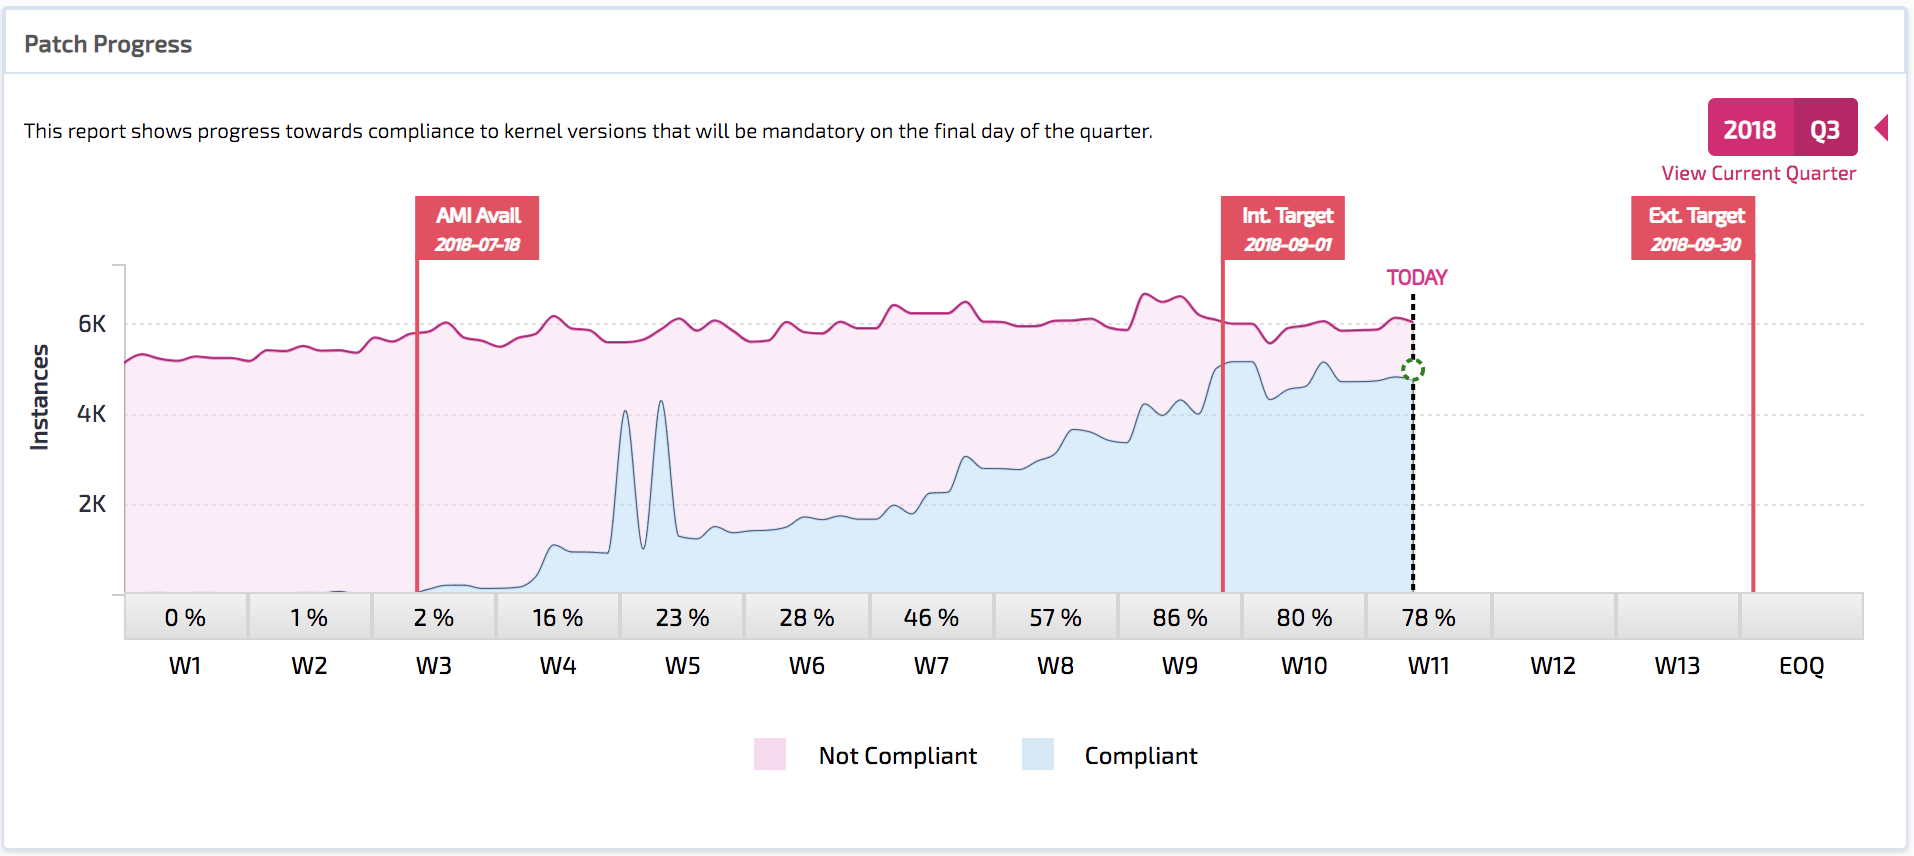 Patch Progress
This report shows progress towards compliance to kernel versions that will be mandatory on the final day of the quarter.
2018 Q3
View Current Quarter
AMI Avail
2018-07-18
Int. Target
2018-09-01
Ext. Target
2018-09-30
TODAY
Instances
6K
4K
2K
0 % 1 % 2 % 16 % 23 % 28 % 46 % 57 % 86 % 80 % 78 %
W1 W2 W3 W4 W5 W6 W7 W8 W9 W10 W11 W12 W13 EOQ
Not Compliant Compliant